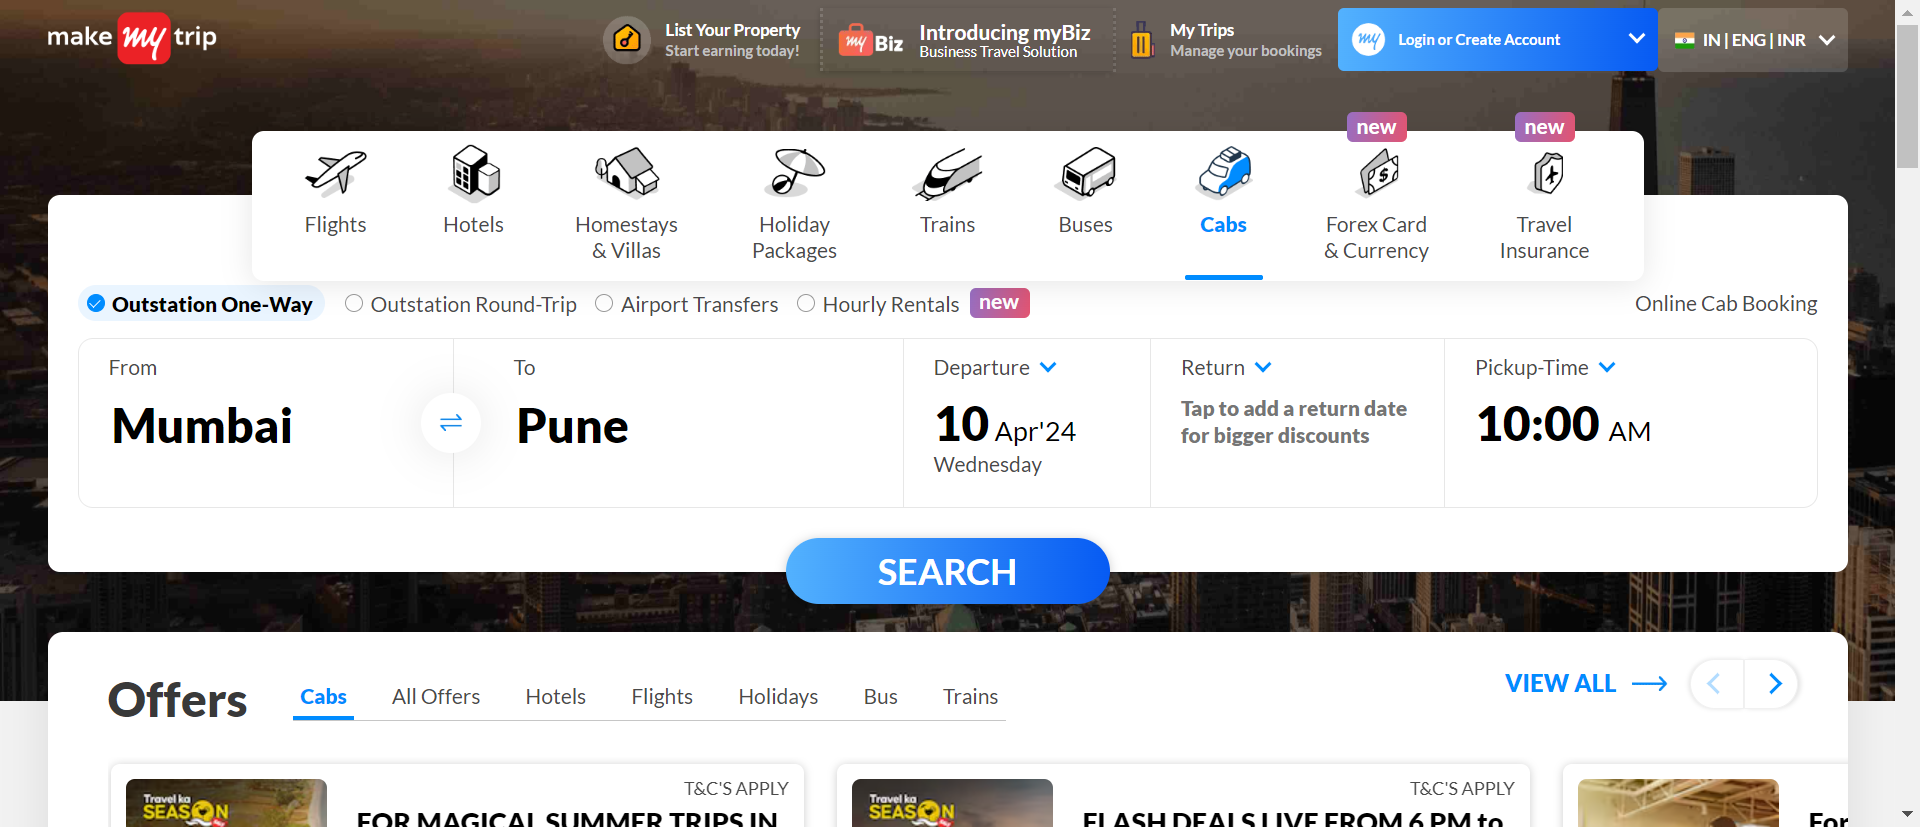 make my trip
List Your Property
Start earning today!
my Biz
Introducing myBiz
Business Travel Solution
My Trips
Manage your bookings
my
Login or Create Account
IN | ENG | INR
new
new
Flights
Hotels
Homestays
& Villas
Holiday
Packages
Trains
Buses
Cabs
Forex Card
& Currency
Travel
Insurance
Outstation One-Way
Outstation Round-Trip
Airport Transfers
Hourly Rentals
new
Online Cab Booking
From
Mumbai
To
Pune
Departure
10 Apr'24
Wednesday
Return
Tap to add a return date
for bigger discounts
Pickup-Time
10:00 AM
SEARCH
Offers
Cabs
All Offers
Hotels
Flights
Holidays
Bus
Trains
VIEW ALL
Travel ka
SEASON
T&C'S APPLY
FOR MAGICAL SUMMER TRIPS IN
Travel ka
SEASON
T&C'S APPLY
FLASH DEALS LIVE FROM 6 PM to
For